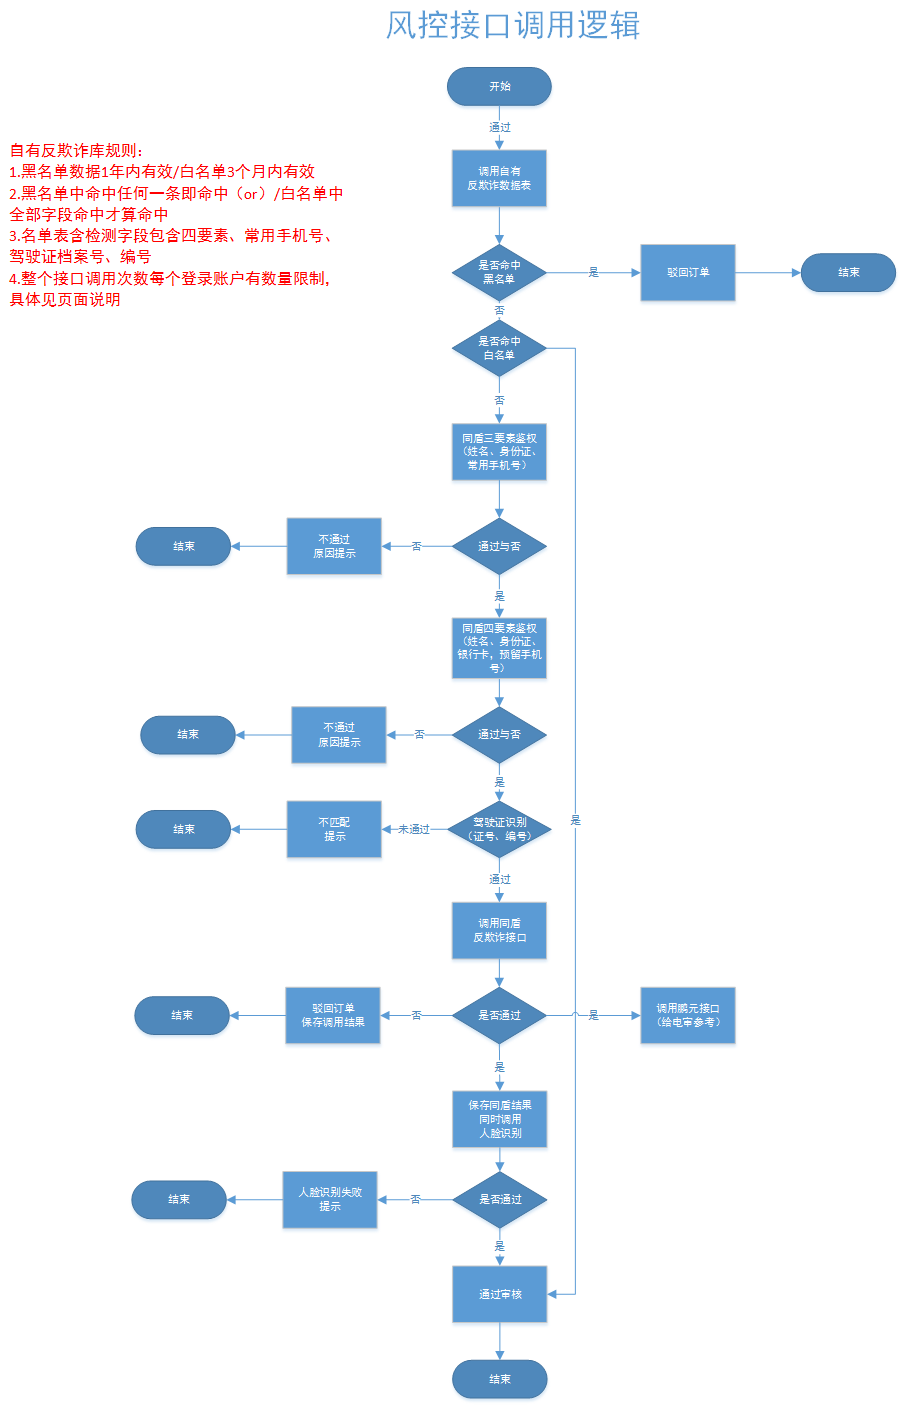 风控接口调用逻辑
开始
通过
自有反欺诈库规则：
1.黑名单数据1年内有效/白名单3个月内有效
2.黑名单中命中任何一条即命中（or）/白名单中
全部字段命中才算命中
3.名单表含检测字段包含四要素、常用手机号、
驾驶证档案号、编号
4.整个接口调用次数每个登录账户有数量限制，
具体见页面说明
调用自有
反欺诈数据表
是否命中
黑名单
是
驳回订单
结束
否
是否命中
白名单
否
同盾三要素鉴权
（姓名、身份证、
常用手机号）
结束
不通过
原因提示
否
通过与否
是
同盾四要素鉴权
（姓名、身份证、
银行卡，预留手机
号）
结束
不通过
原因提示
否
通过与否
是
结束
不匹配
提示
未通过
驾驶证识别
（证号、编号）
是
通过
调用同盾
反欺诈接口
结束
驳回订单
保存调用结果
否
是否通过
是
调用鹏元接口
（给电审参考）
是
保存同盾结果
同时调用
人脸识别
结束
人脸识别失败
提示
否
是否通过
是
通过审核
结束